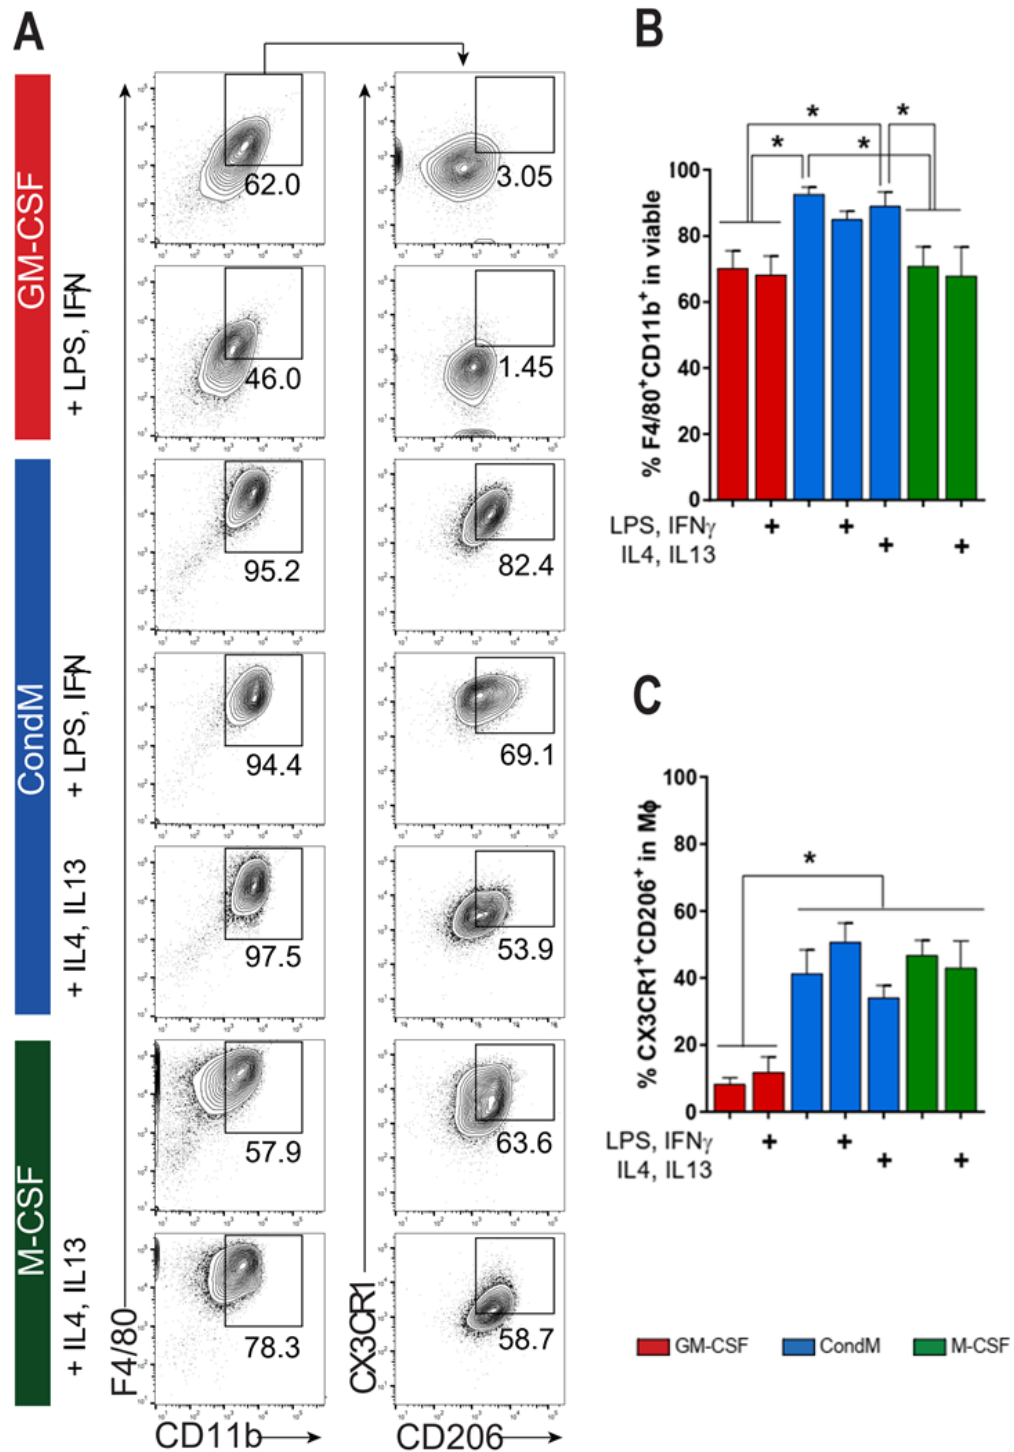 A
B
C
GM-CSF
+ LPS, IFNγ
CondM
+ LPS, IFNγ
+ IL4, IL13
M-CSF
+ IL4, IL13
62.0
3.05
46.0
1.45
95.2
82.4
94.4
69.1
97.5
53.9
57.9
63.6
78.3
58.7
F4/80
CX3CR1
CD11b
CD206
% F4/80+CD11b+ in viable
100
80
60
40
20
0
* * * *
LPS, IFNγ + +
IL4, IL13 + +
% CX3CR1+CD206+ in Mϕ
100
80
60
40
20
0
*
LPS, IFNγ + +
IL4, IL13 + +
GM-CSF CondM M-CSF